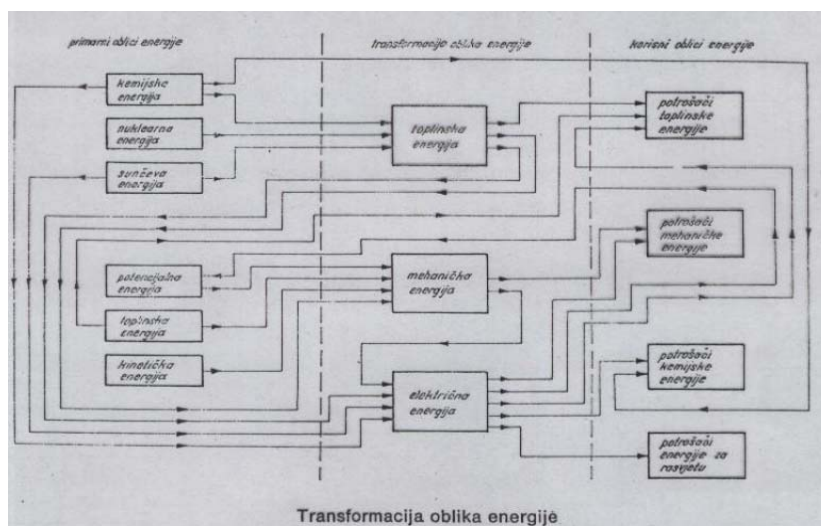 primarni oblici energije
transformacija oblika energije
korisni oblici energije
kemijska
energija
nuklearna
energija
sunčeva
energija
toplinska
energija
potrošači
toplinske
energije
potencijalna
energija
toplinska
energija
kinetička
energija
mehanička
energija
električna
energija
potrošači
mehaničke
energije
potrošači
kemijske
energije
potrošači
energije za
rasvjetu
Transformacija oblika energije